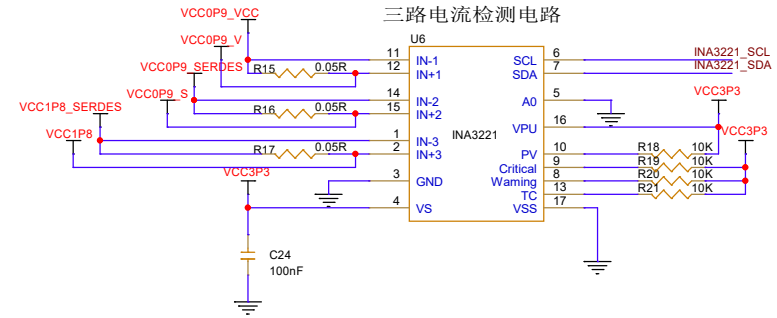 三路电流检测电路
VCC0P9_VCC
U6
VCC0P9_V
11 IN-1
SCL 6 INA3221_SCL
R15 0.05R 12 IN+1
SDA 7 INA3221_SDA
VCC0P9_SERDES
VCC0P9_S
14 IN-2
A0 5
VCC3P3
R16 0.05R 15 IN+2
VCC1P8_SERDES
VPU 16
VCC3P3
VCC1P8
1 IN-3
INA3221
R17 0.05R 2 IN+3
PV 10 R18 10K
Critical 9 R19 10K
VCC3P3
3 GND
Waming 8 R20 10K
TC 13 R21 10K
4 VS
VSS 17
C24
100nF